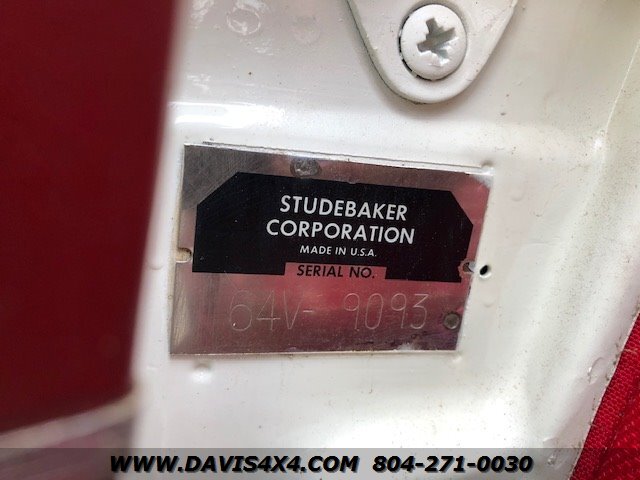 STUDEBAKER
CORPORATION
MADE IN U.S.A.
SERIAL NO.
64V- 9093
WWW.DAVIS4X4.COM 804-271-0030